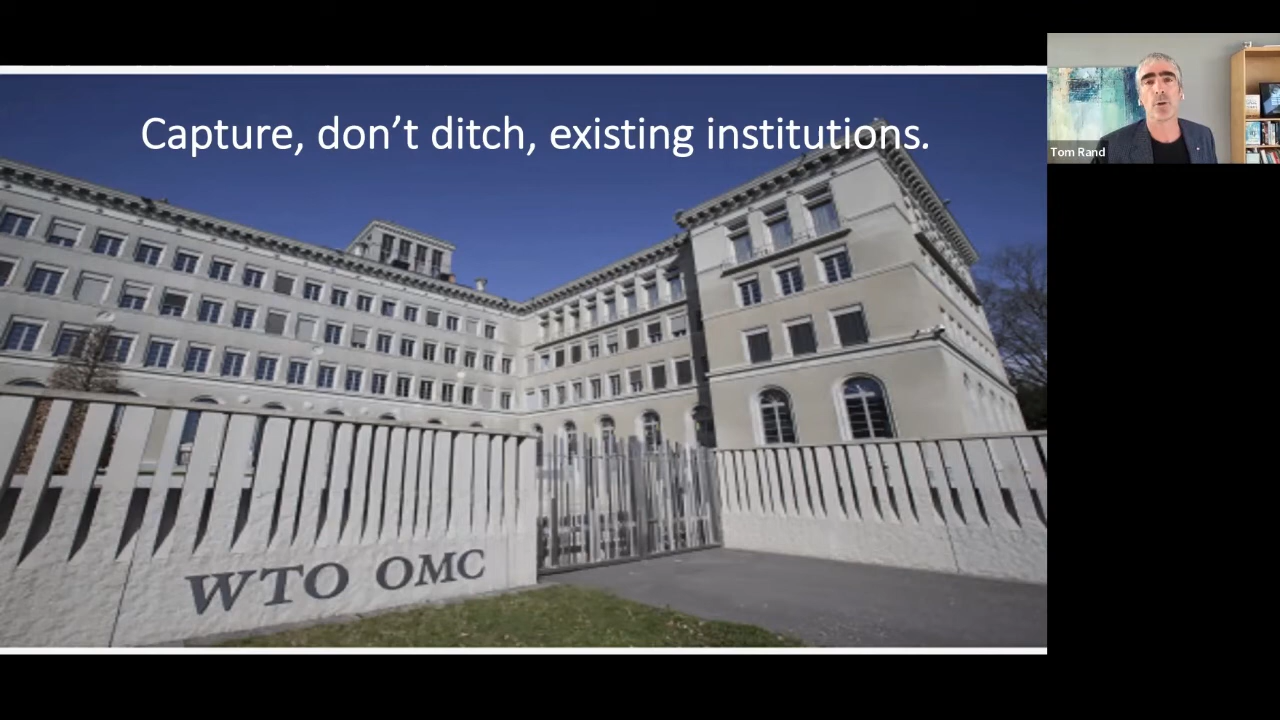 Capture, don’t ditch, existing institutions.
Tom Rand
WTO OMC